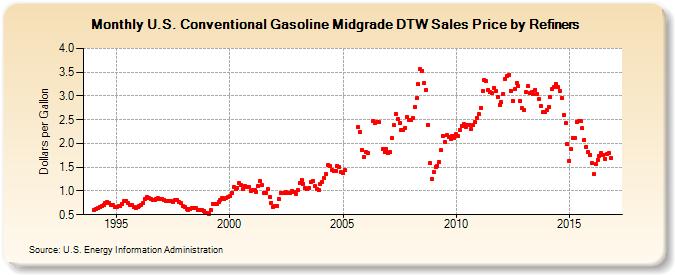 Monthly U.S. Conventional Gasoline Midgrade DTW Sales Price by Refiners
Dollars per Gallon
4.0
3.5
3.0
2.5
2.0
1.5
1.0
0.5
1995 2000 2005 2010 2015
Source: U.S. Energy Information Administration